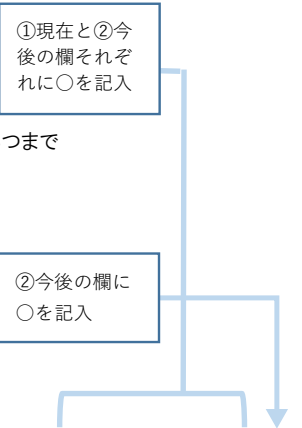 ①現在と②今
後の欄それぞ
れに○を記入
つまで
②今後の欄に
○を記入